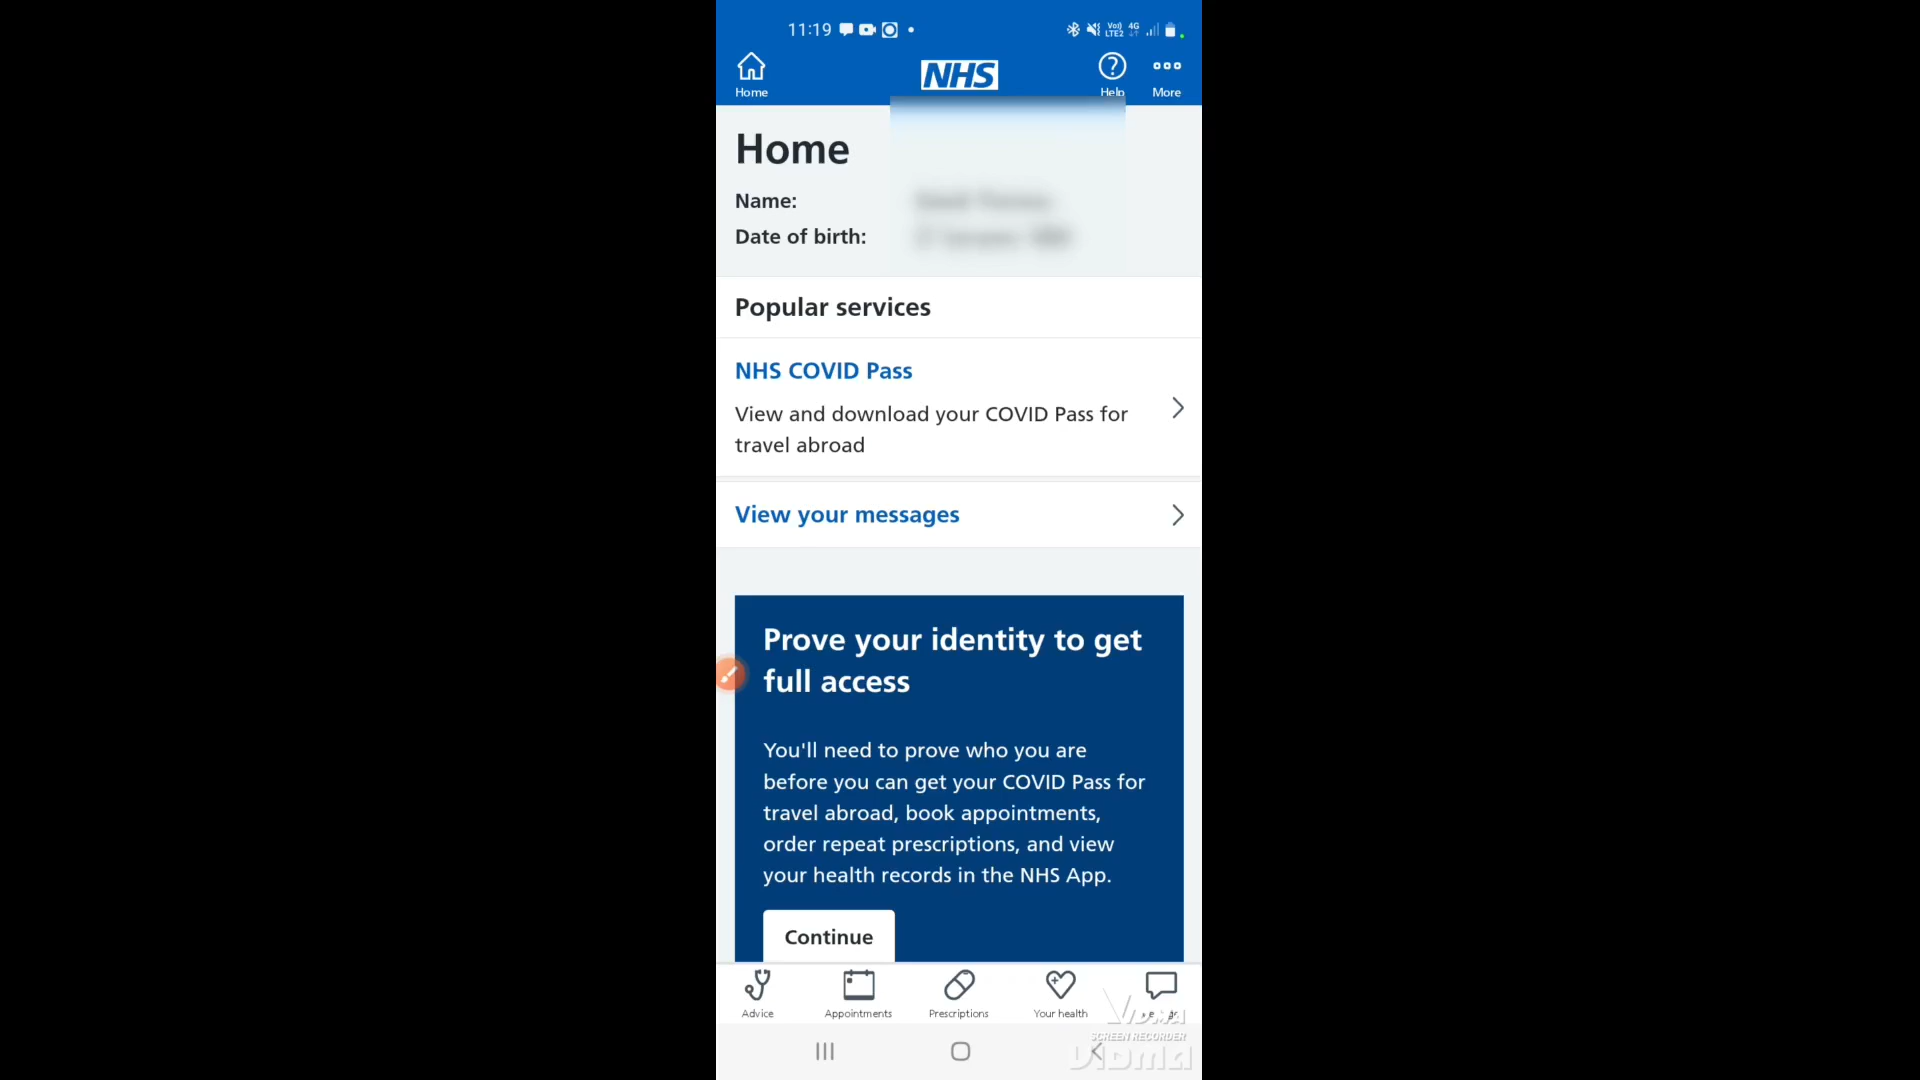 11:19
Vo)) 4G
LTE2
Home
NHS
Help
More
Home
Name:
Date of birth:
Popular services
NHS COVID Pass
View and download your COVID Pass for
travel abroad
View your messages
Prove your identity to get
full access
You'll need to prove who you are
before you can get your COVID Pass for
travel abroad, book appointments,
order repeat prescriptions, and view
your health records in the NHS App.
Continue
Advice
Appointments
Prescriptions
Your health
SCREEN RECORDER